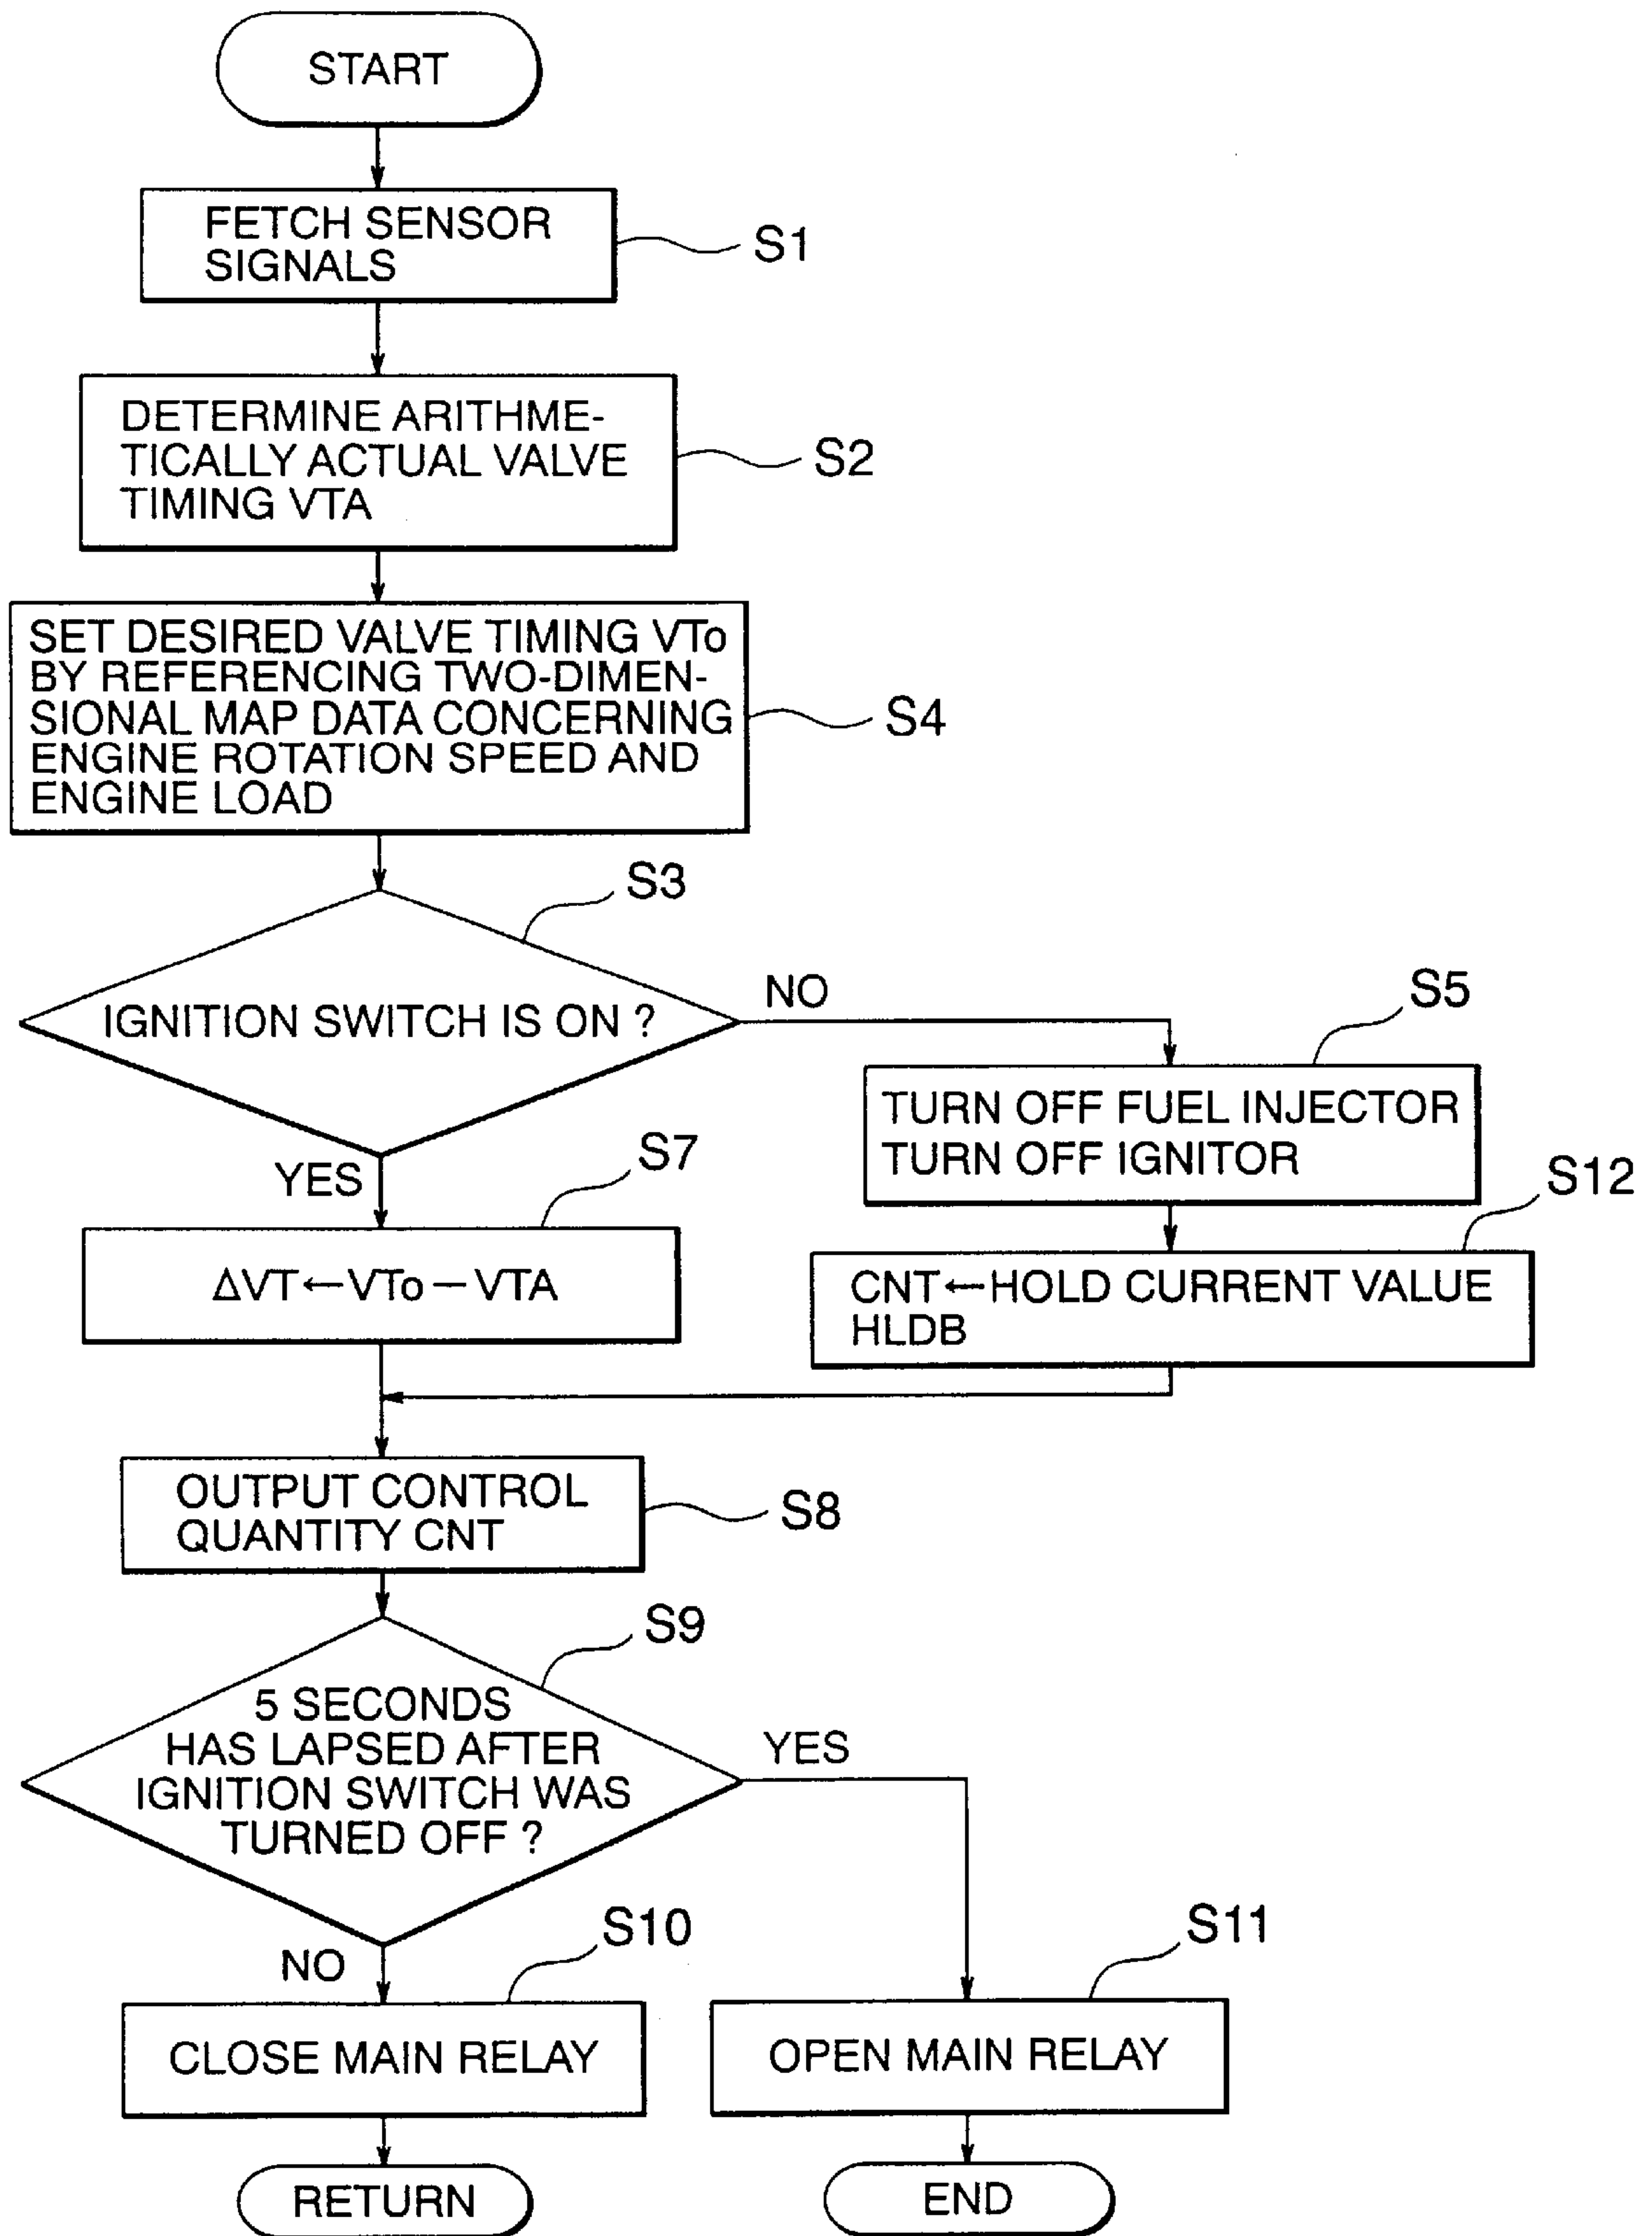 START
FETCH SENSOR
SIGNALS
S1
DETERMINE ARITHME-
TICALLY ACTUAL VALVE
TIMING VTA
S2
SET DESIRED VALVE TIMING VTo
BY REFERENCING TWO-DIMEN-
SIONAL MAP DATA CONCERNING
ENGINE ROTATION SPEED AND
ENGINE LOAD
S4
S3
IGNITION SWITCH IS ON ?
NO
YES
S5
TURN OFF FUEL INJECTOR
TURN OFF IGNITOR
S7
ΔVT←VTo−VTA
S12
CNT←HOLD CURRENT VALUE
HLDB
OUTPUT CONTROL
QUANTITY CNT
S8
S9
5 SECONDS
HAS LAPSED AFTER
IGNITION SWITCH WAS
TURNED OFF ?
YES
NO
S10
CLOSE MAIN RELAY
S11
OPEN MAIN RELAY
RETURN
END